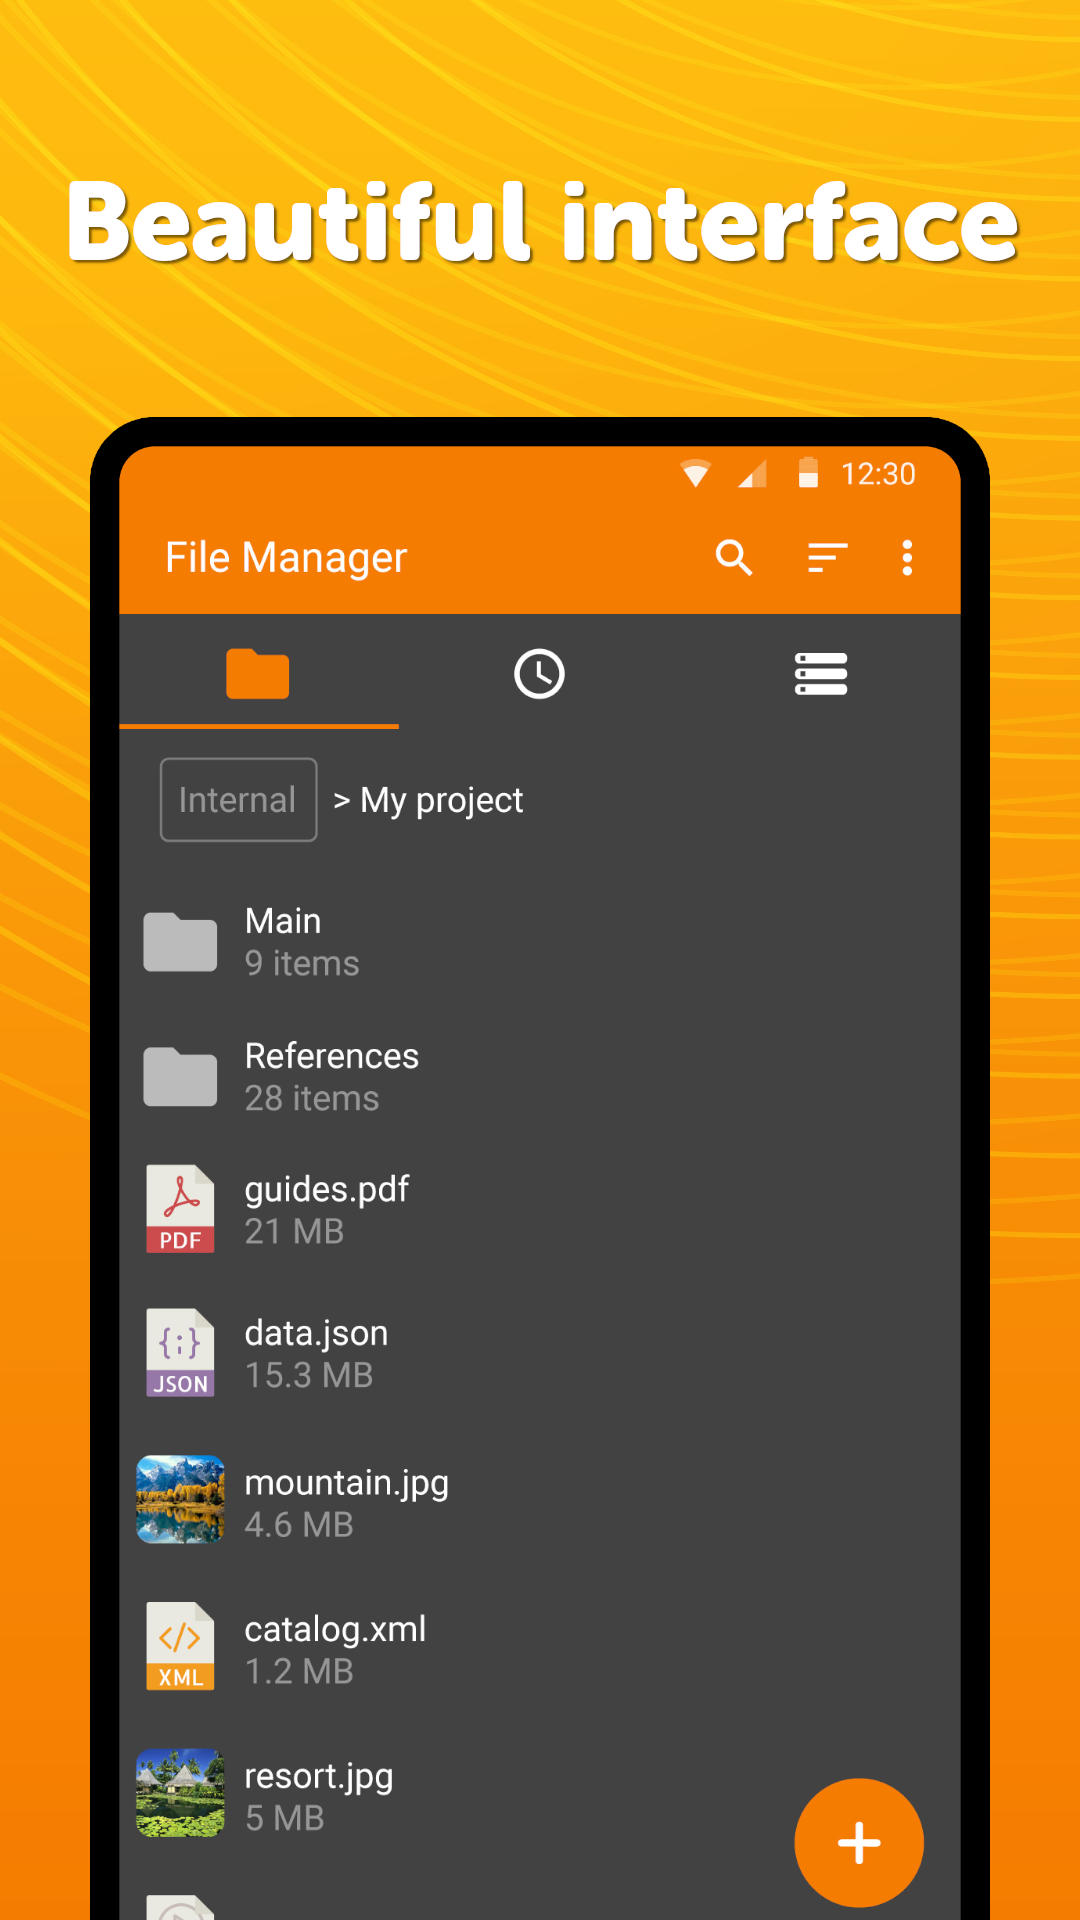 Beautiful interface
12:30
File Manager
Internal > My project
Main
9 items
References
28 items
guides.pdf
21 MB
PDF
data.json
15.3 MB
JSON
mountain.jpg
4.6 MB
catalog.xml
1.2 MB
XML
resort.jpg
5 MB